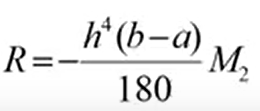 R = -\frac{h^4(b-a)}{180} M_2